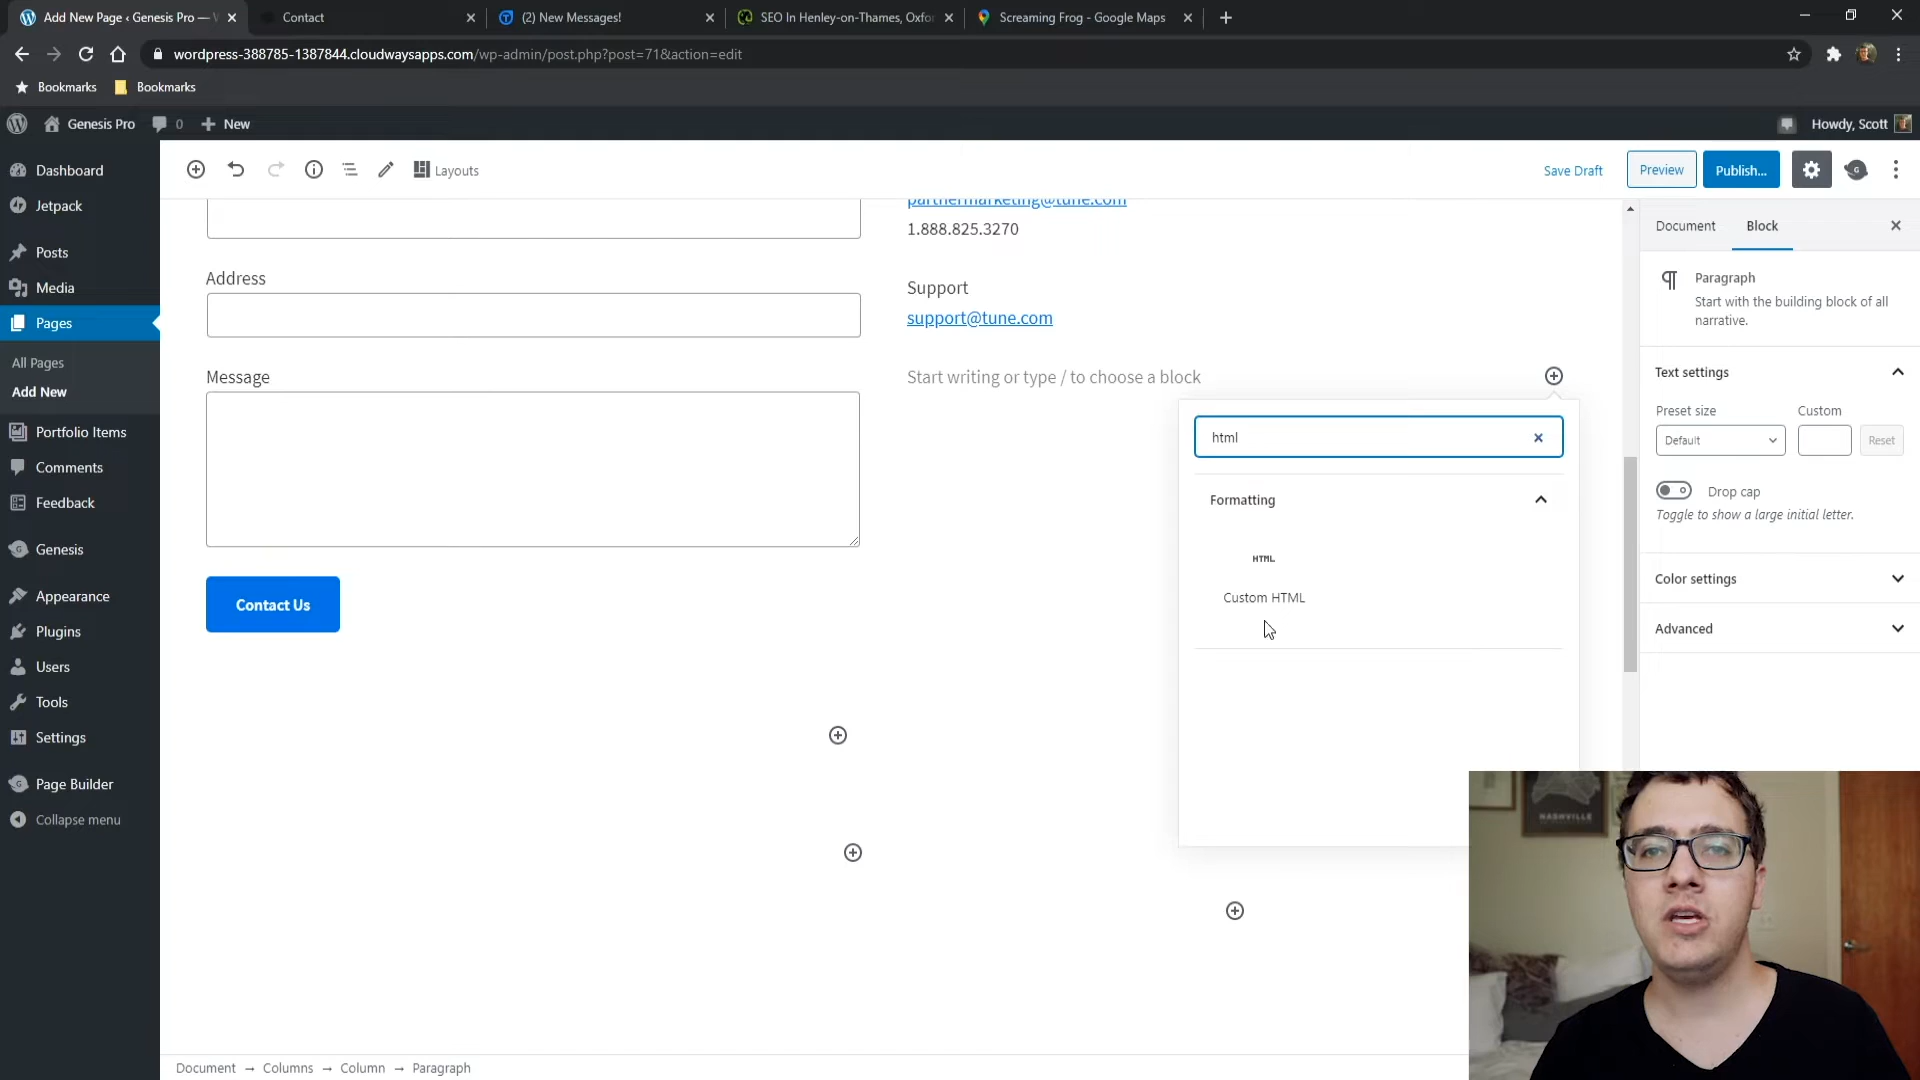 Add New Page ‹ Genesis Pro —
Contact
(2) New Messages!
SEO In Henley-on-Thames, Oxfor
Screaming Frog - Google Maps
wordpress-388785-1387844.cloudwaysapps.com/wp-admin/post.php?post=71&action=edit
Bookmarks
Bookmarks
Genesis Pro
0
New
Howdy, Scott
Dashboard
Jetpack
Posts
Media
Pages
All Pages
Add New
Portfolio Items
Comments
Feedback
Genesis
Appearance
Plugins
Users
Tools
Settings
Page Builder
Collapse menu
Layouts
Save Draft
Preview
Publish...
partnermarketing@tune.com
1.888.825.3270
Address
Support
support@tune.com
Message
Start writing or type / to choose a block
Contact Us
html
Formatting
HTML
Custom HTML
Document
Block
Paragraph
Start with the building block of all
narrative.
Text settings
Preset size
Custom
Default
Reset
Drop cap
Toggle to show a large initial letter.
Color settings
Advanced
NASHVILLE
Document → Columns → Column → Paragraph